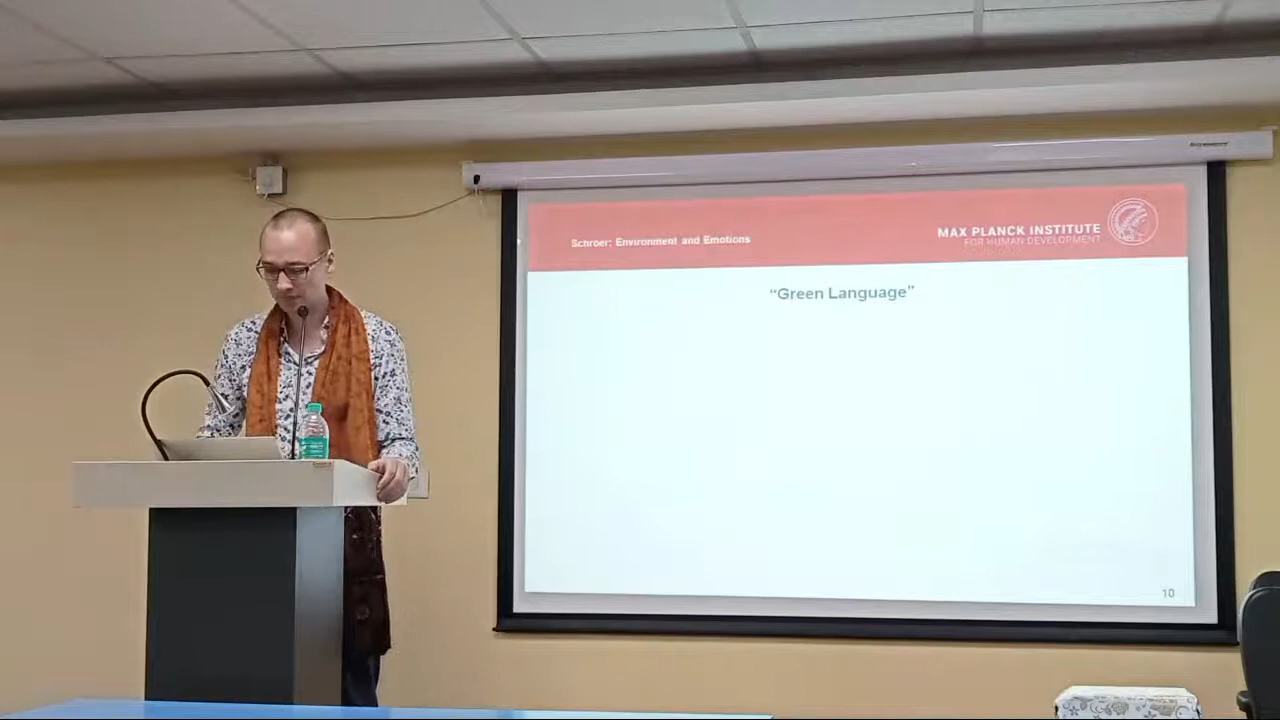 Schroer: Environment and Emotions
MAX PLANCK INSTITUTE
FOR HUMAN DEVELOPMENT
“Green Language”
10